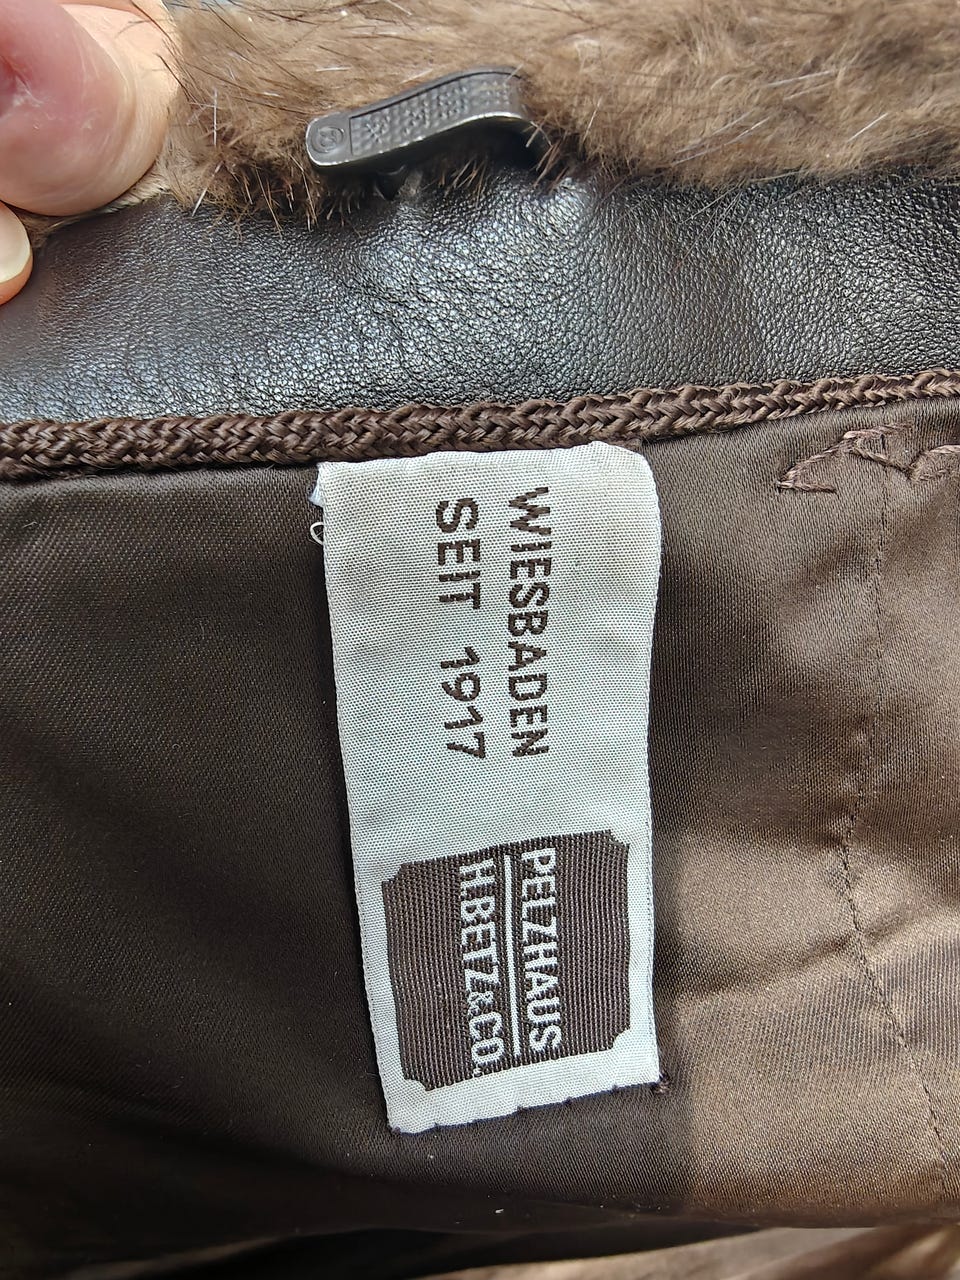 WIESBADEN
SEIT 1917
PELZHAUS
H.BETZ&CO.